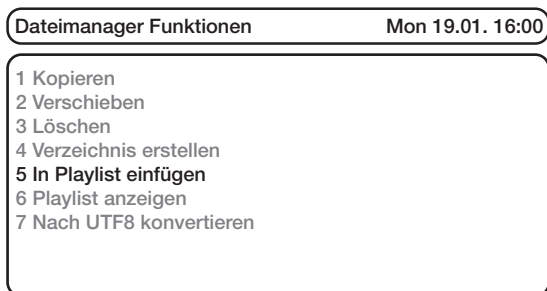 Dateimanager Funktionen Mon 19.01. 16:00
1 Kopieren
2 Verschieben
3 Löschen
4 Verzeichnis erstellen
5 In Playlist einfügen
6 Playlist anzeigen
7 Nach UTF8 konvertieren